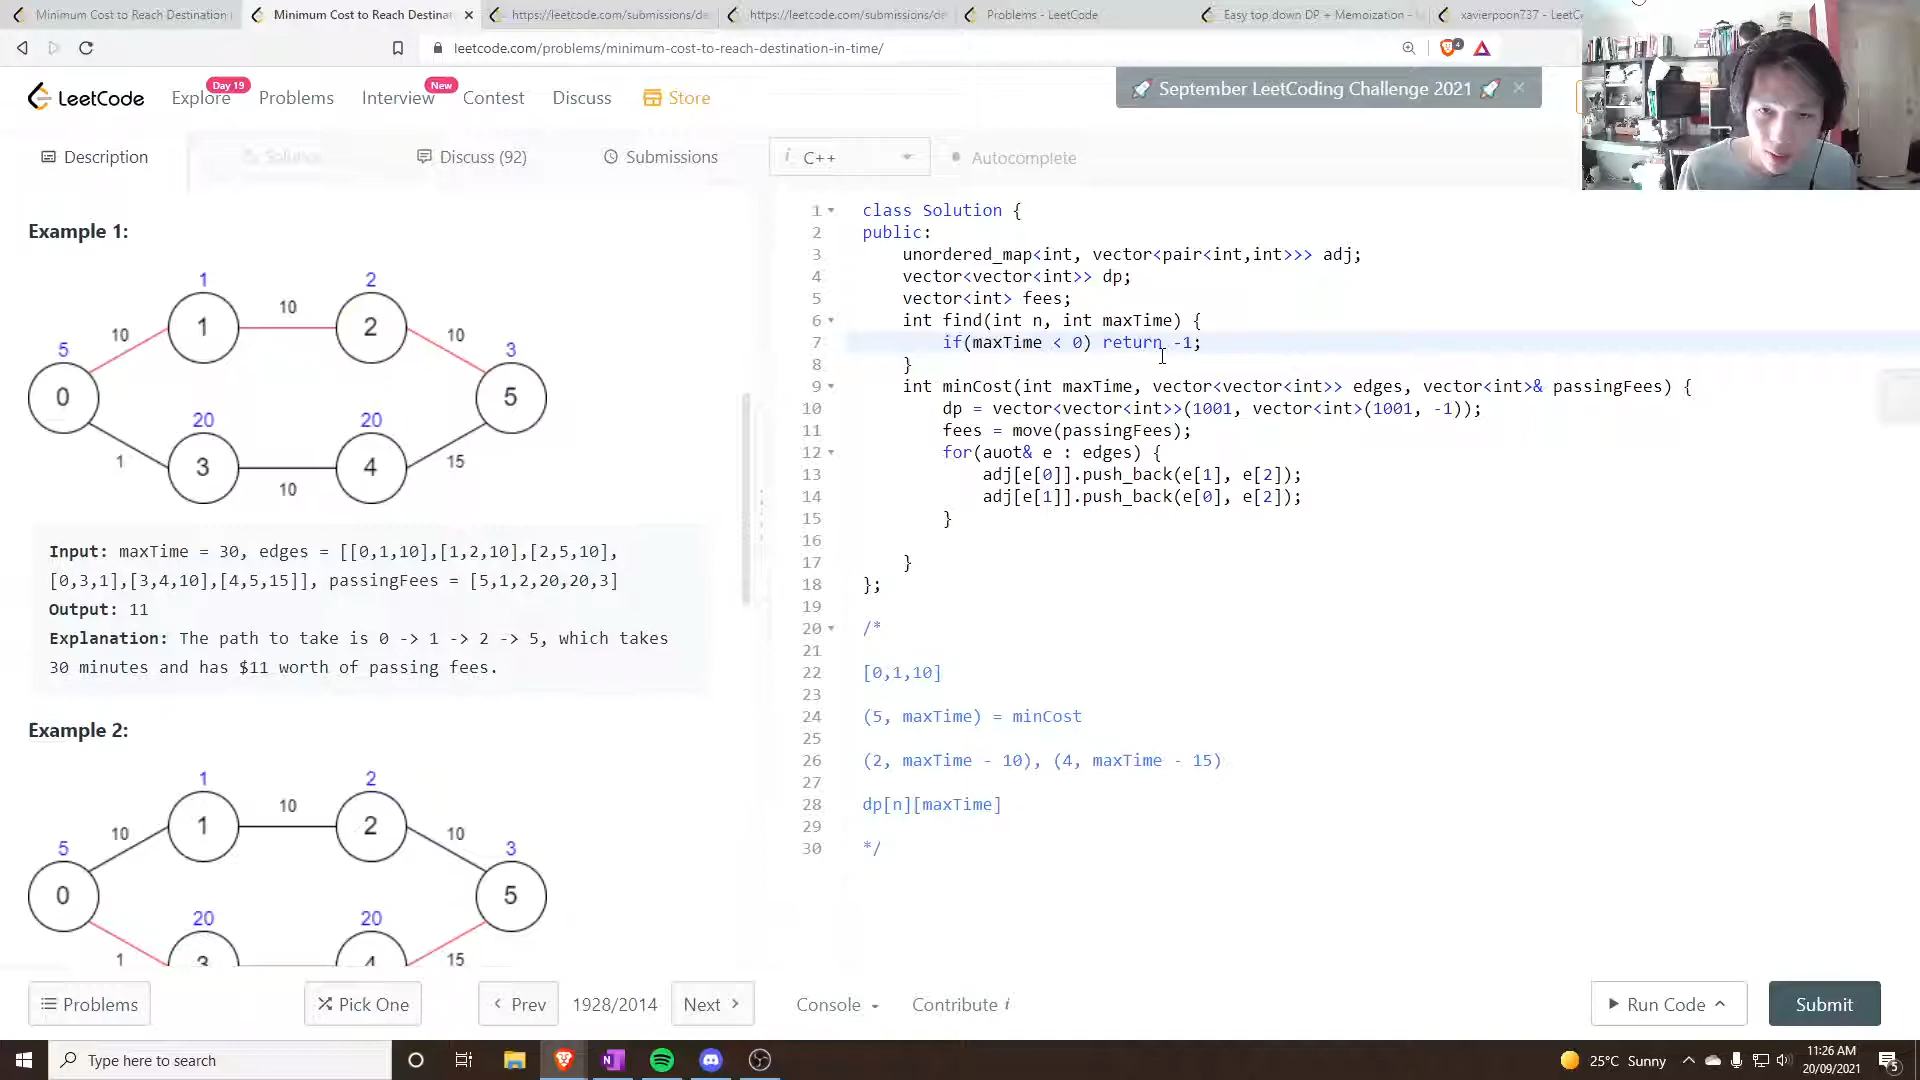 Minimum Cost to Reach Destination
Minimum Cost to Reach Destinat
https://leetcode.com/submissions/de
https://leetcode.com/submissions/de
Problems - LeetCode
Easy top down DP + Memoization -
xavierpoon737 - LeetC
leetcode.com/problems/minimum-cost-to-reach-destination-in-time/
4
LeetCode
Explore
Day 19
Problems
Interview
New
Contest
Discuss
Store
September LeetCoding Challenge 2021
Description
Solution
Discuss (92)
Submissions
i C++
Autocomplete
Example 1:
1
2
10
10
10
5
1
2
3
0
5
20
20
3
4
1
10
15
Input: maxTime = 30, edges = [[0,1,10],[1,2,10],[2,5,10],
[0,3,1],[3,4,10],[4,5,15]], passingFees = [5,1,2,20,20,3]
Output: 11
Explanation: The path to take is 0 -> 1 -> 2 -> 5, which takes
30 minutes and has $11 worth of passing fees.
Example 2:
1
2
10
10
10
5
1
2
3
0
5
20
20
3
4
1
15
1 class Solution {
2 public:
3 unordered_map<int, vector<pair<int,int>>> adj;
4 vector<vector<int>> dp;
5 vector<int> fees;
6 int find(int n, int maxTime) {
7 if(maxTime < 0) return -1;
8 }
9 int minCost(int maxTime, vector<vector<int>> edges, vector<int>& passingFees) {
10 dp = vector<vector<int>>(1001, vector<int>(1001, -1));
11 fees = move(passingFees);
12 for(auot& e : edges) {
13 adj[e[0]].push_back(e[1], e[2]);
14 adj[e[1]].push_back(e[0], e[2]);
15 }
16
17 }
18 };
19
20 /*
21
22 [0,1,10]
23
24 (5, maxTime) = minCost
25
26 (2, maxTime - 10), (4, maxTime - 15)
27
28 dp[n][maxTime]
29
30 */
Problems
Pick One
Prev
1928/2014
Next
Console
Contribute i
Run Code
Submit
Type here to search
25°C Sunny
11:26 AM
20/09/2021
5